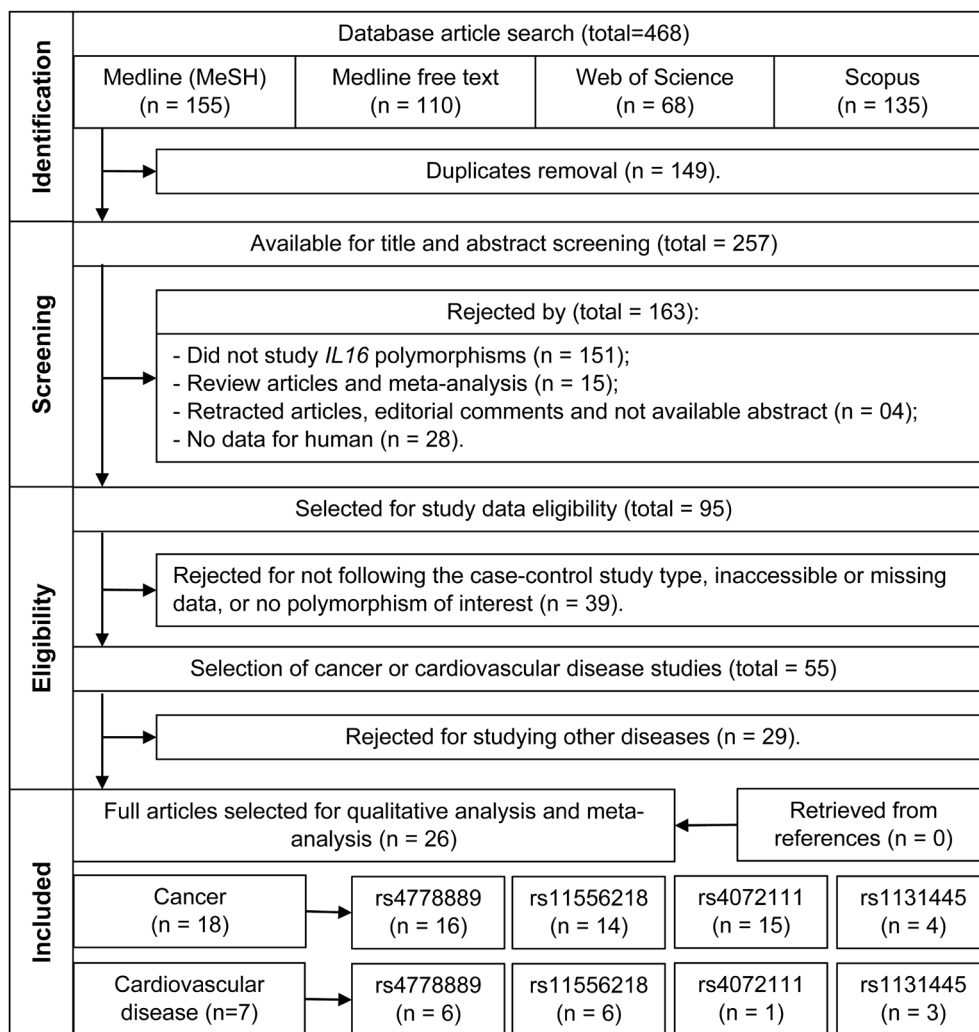 Identification
Database article search (total=468)
Medline (MeSH)
(n = 155)
Medline free text
(n = 110)
Web of Science
(n = 68)
Scopus
(n = 135)
Duplicates removal (n = 149).
Screening
Available for title and abstract screening (total = 257)
Rejected by (total = 163):
- Did not study IL16 polymorphisms (n = 151);
- Review articles and meta-analysis (n = 15);
- Retracted articles, editorial comments and not available abstract (n = 04);
- No data for human (n = 28).
Eligibility
Selected for study data eligibility (total = 95)
Rejected for not following the case-control study type, inaccessible or missing
data, or no polymorphism of interest (n = 39).
Selection of cancer or cardiovascular disease studies (total = 55)
Rejected for studying other diseases (n = 29).
Included
Full articles selected for qualitative analysis and meta-
analysis (n = 26)
Retrieved from
references (n = 0)
Cancer
(n = 18)
rs4778889
(n = 16)
rs11556218
(n = 14)
rs4072111
(n = 15)
rs1131445
(n = 4)
Cardiovascular
disease (n=7)
rs4778889
(n = 6)
rs11556218
(n = 6)
rs4072111
(n = 1)
rs1131445
(n = 3)